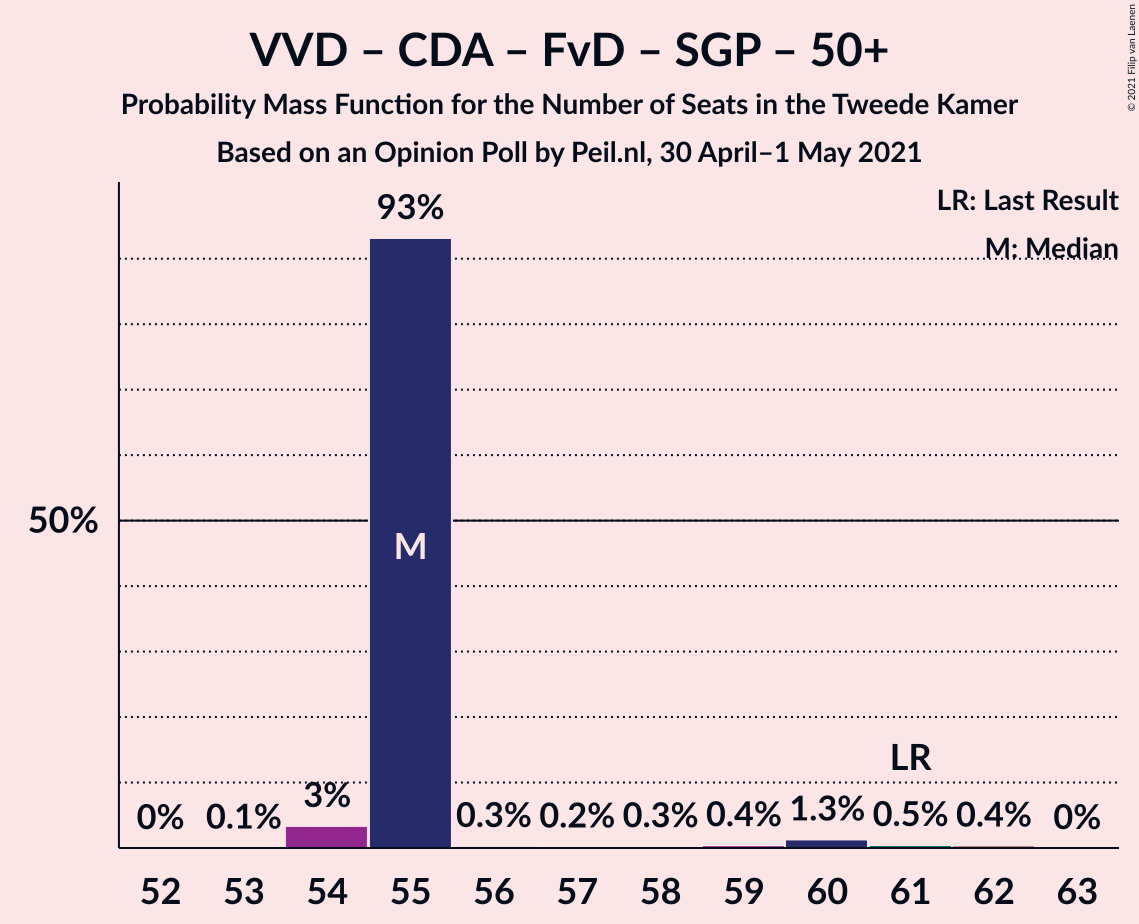 VVD – CDA – FvD – SGP – 50+
Probability Mass Function for the Number of Seats in the Tweede Kamer
Based on an Opinion Poll by Peil.nl, 30 April–1 May 2021
© 2021 Filip van Laenen
LR: Last Result
M: Median
93%
50%
M
LR
0% 0.1% 3% 0.3% 0.2% 0.3% 0.4% 1.3% 0.5% 0.4% 0%
52 53 54 55 56 57 58 59 60 61 62 63